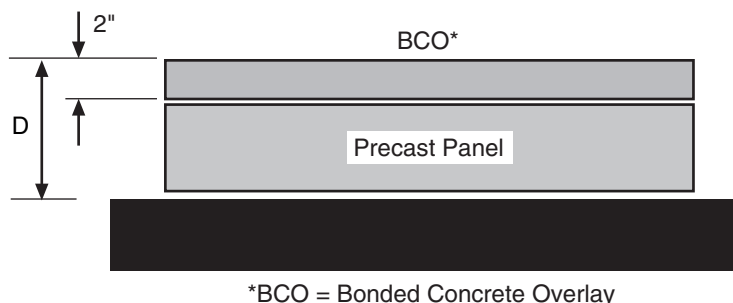 2"
BCO*
D
Precast Panel
*BCO = Bonded Concrete Overlay